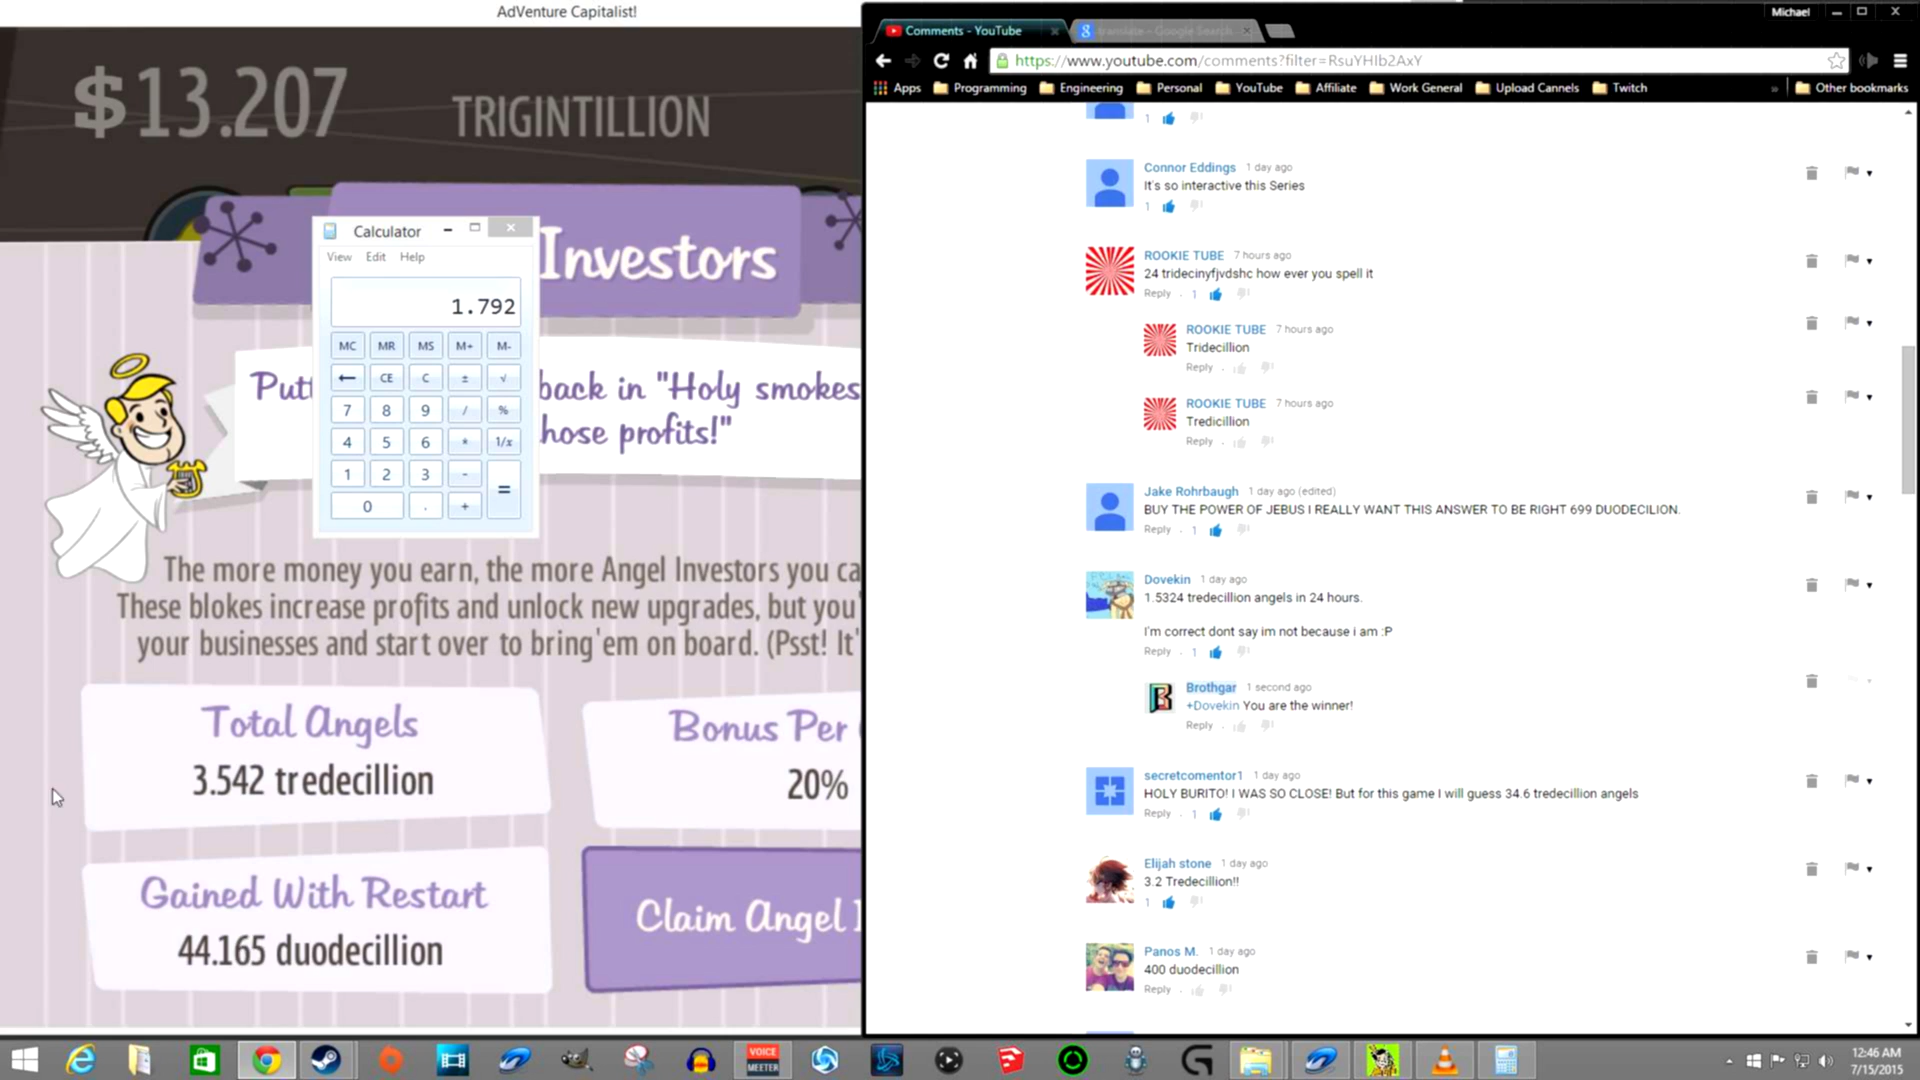 AdVenture Capitalist!
$13.207 TRIGINTILLION
Investors
Calculator
View Edit Help
1.792
MC MR MS M+ M-
← CE C ± √
7 8 9 / %
4 5 6 * 1/x
1 2 3 - =
0 . +
back in "Holy smokes
hose profits!"
The more money you earn, the more Angel Investors you
These blokes increase profits and unlock new upgrades, but
your businesses and start over to bring 'em on board. (Psst! It'
Total Angels
3.542 tredecillion
Bonus Per
20%
Gained With Restart
44.165 duodecillion
Claim Angel
Michael
Comments - YouTube
translate - Google Search
https://www.youtube.com/comments?filter=RsuYHIb2AxY
Apps Programming Engineering Personal YouTube Affiliate Work General Upload Cannels Twitch » Other bookmarks
1
Connor Eddings 1 day ago
It's so interactive this Series
1
ROOKIE TUBE 7 hours ago
24 tridecinyfjvdshc how ever you spell it
Reply · 1
ROOKIE TUBE 7 hours ago
Tridecillion
Reply ·
ROOKIE TUBE 7 hours ago
Tredicillion
Reply ·
Jake Rohrbaugh 1 day ago (edited)
BUY THE POWER OF JEBUS I REALLY WANT THIS ANSWER TO BE RIGHT 699 DUODECILION.
Reply · 1
Dovekin 1 day ago
1.5324 tredecillion angels in 24 hours.
I'm correct dont say im not because i am :P
Reply · 1
Brothgar 1 second ago
+Dovekin You are the winner!
Reply ·
secretcomentor1 1 day ago
HOLY BURITO! I WAS SO CLOSE! But for this game I will guess 34.6 tredecillion angels
Reply · 1
Elijah stone 1 day ago
3.2 Tredecillion!!
1
Panos M. 1 day ago
400 duodecillion
Reply ·
VOICE
MEETER
12:46 AM
7/15/2015